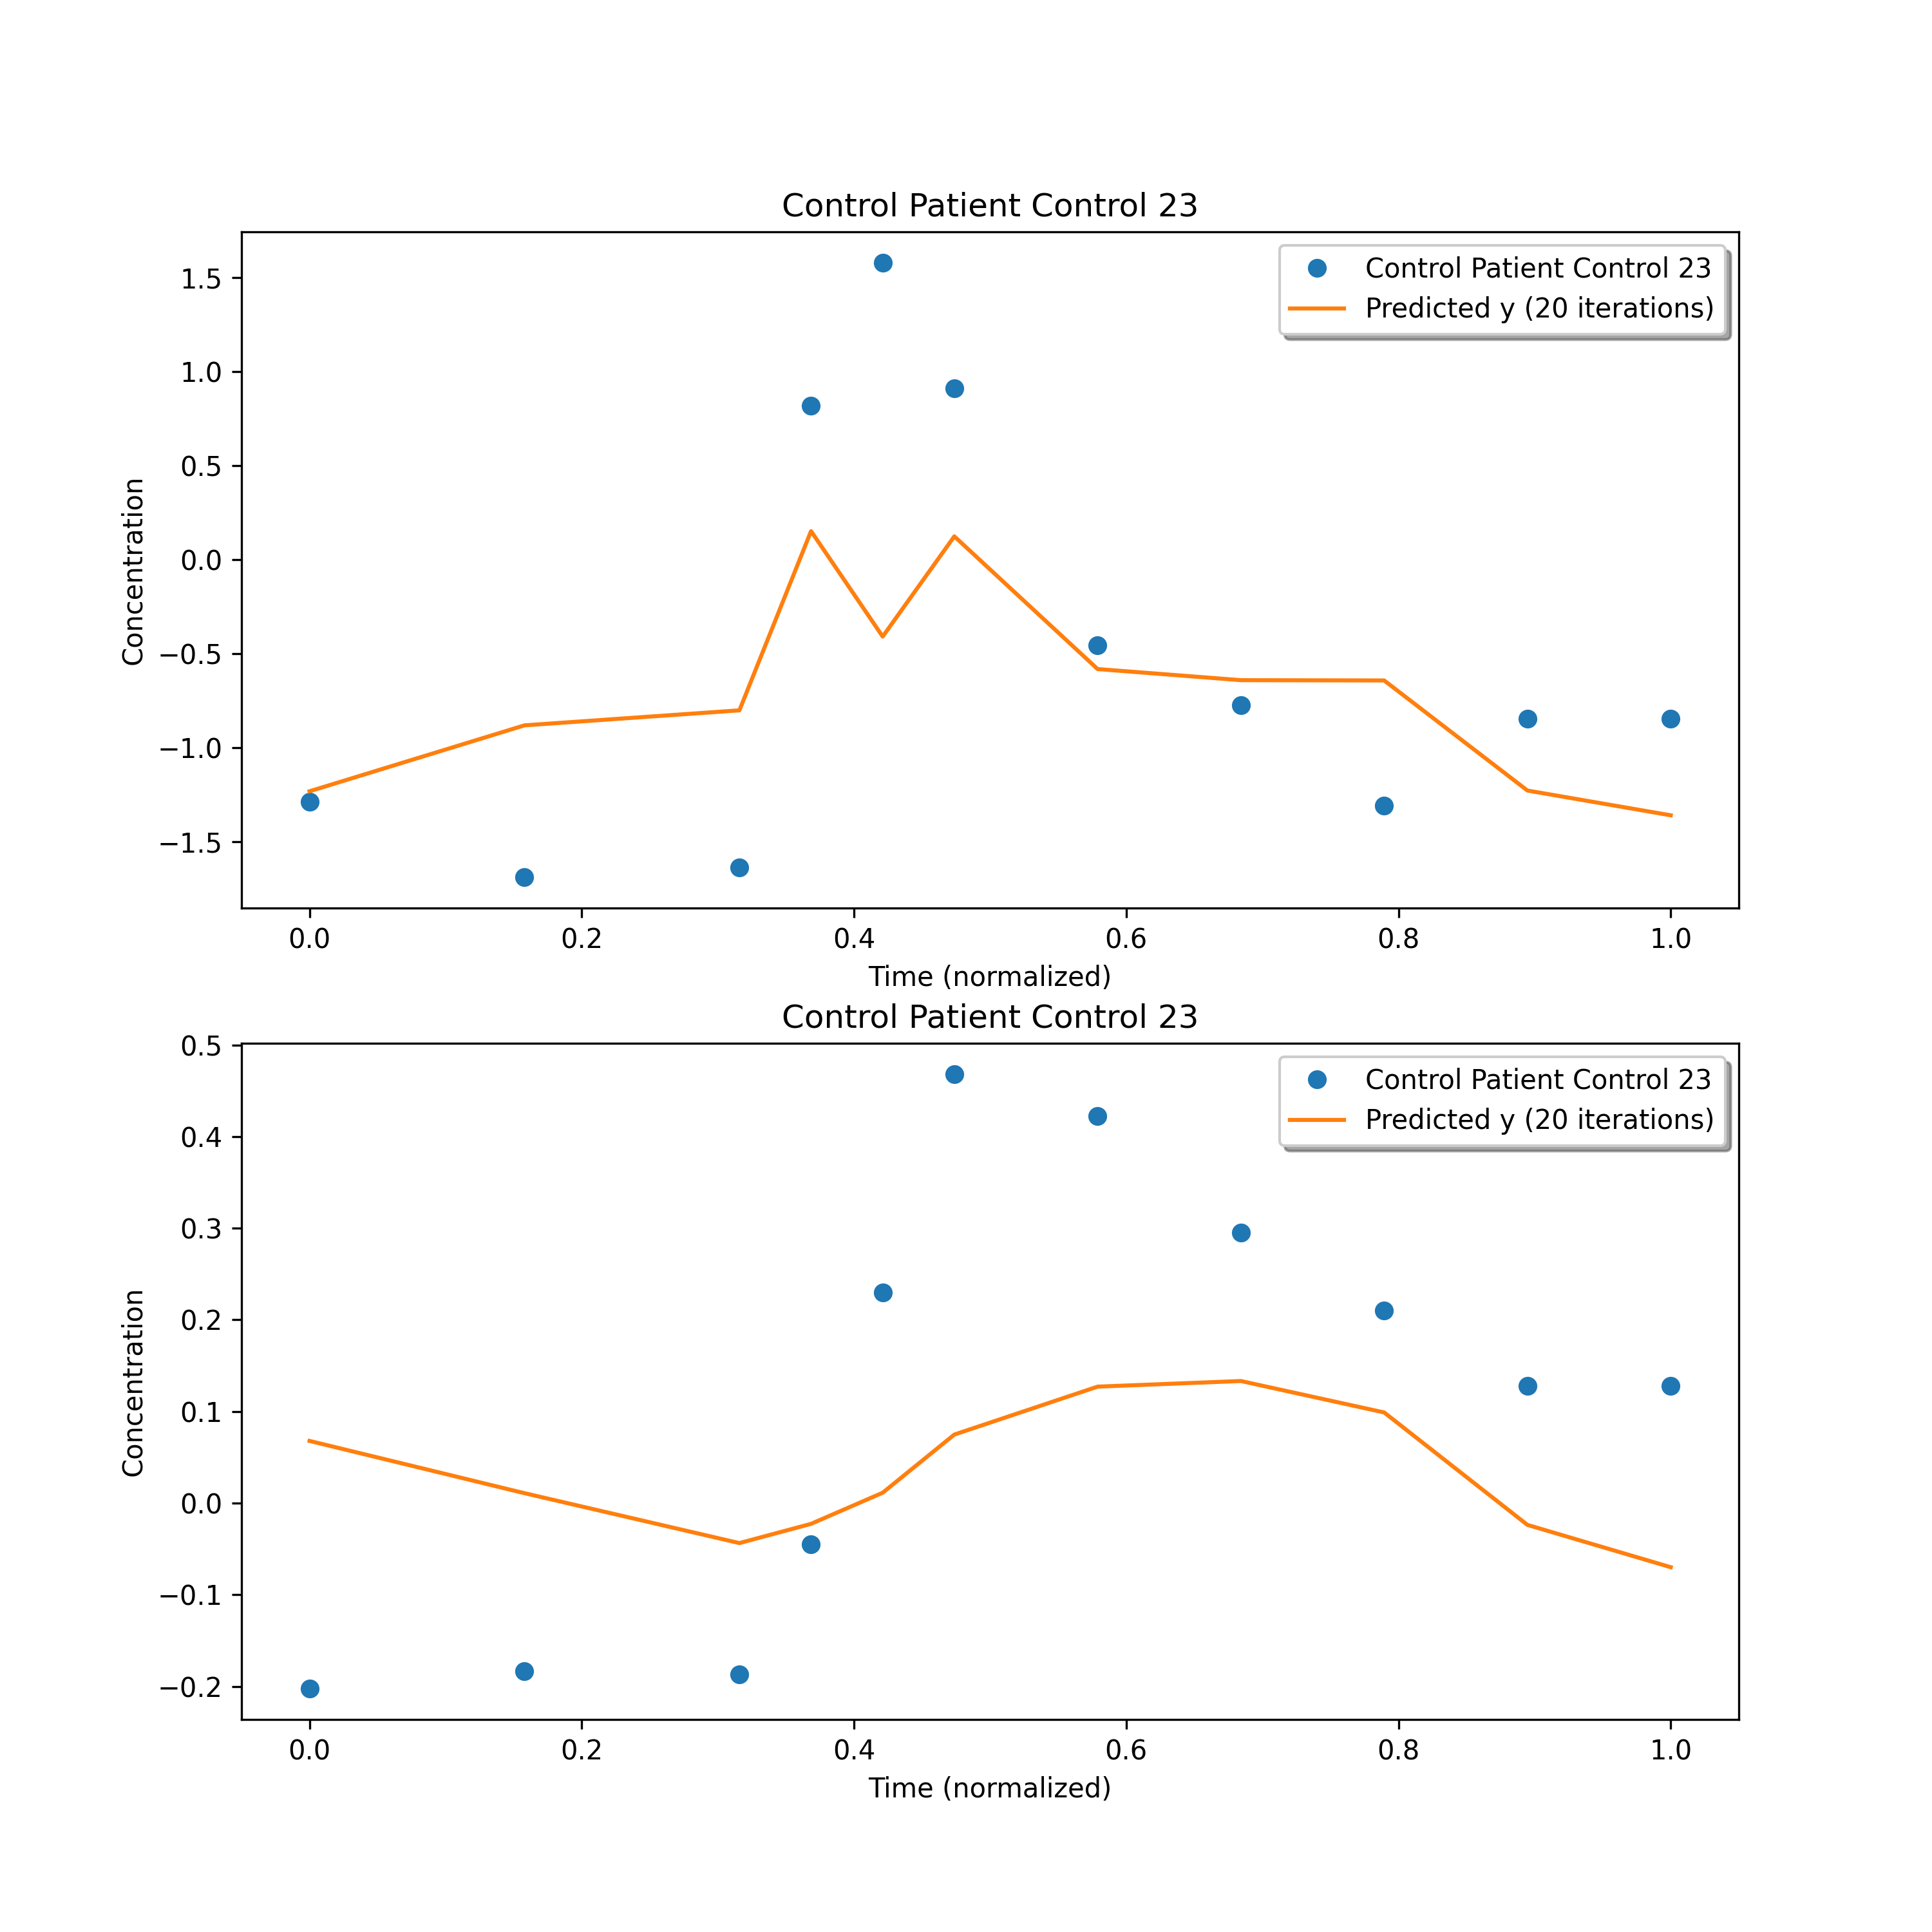 Control Patient Control 23
Control Patient Control 23
Predicted y (20 iterations)
1.5
1.0
0.5
0.0
−0.5
−1.0
−1.5
Concentration
0.0 0.2 0.4 0.6 0.8 1.0
Time (normalized)
Control Patient Control 23
Control Patient Control 23
Predicted y (20 iterations)
0.5
0.4
0.3
0.2
0.1
0.0
−0.1
−0.2
Concentration
0.0 0.2 0.4 0.6 0.8 1.0
Time (normalized)